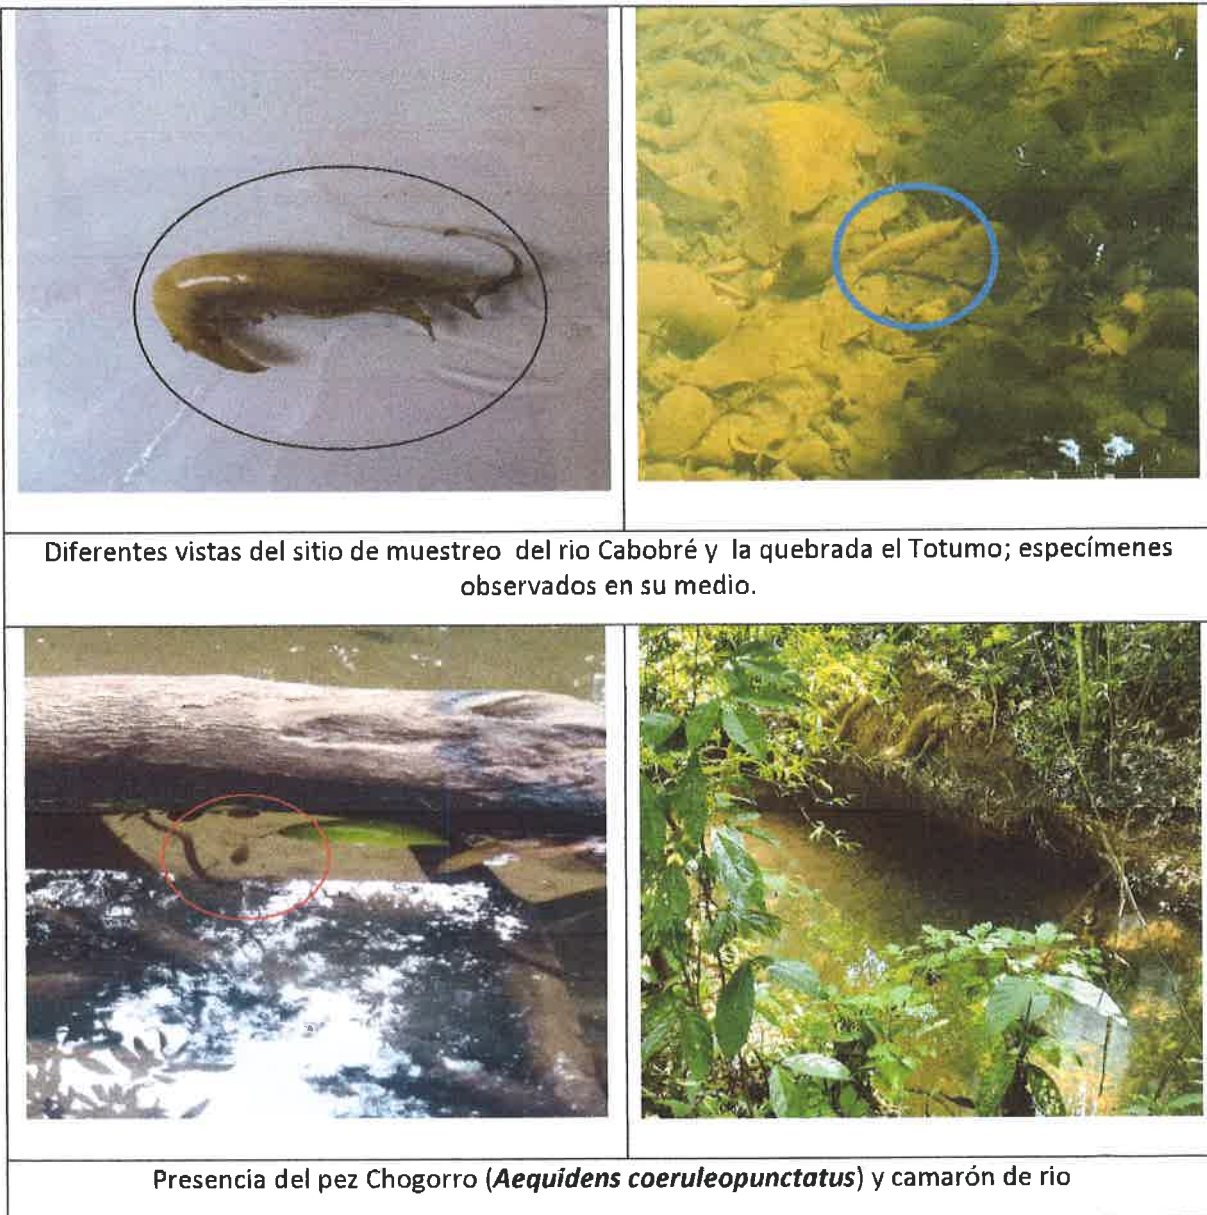 Diferentes vistas del sitio de muestreo del rio Cabobré y la quebrada el Totumo; especímenes
observados en su medio.
Presencia del pez Chogorro (Aequidens coeruleopunctatus) y camarón de rio